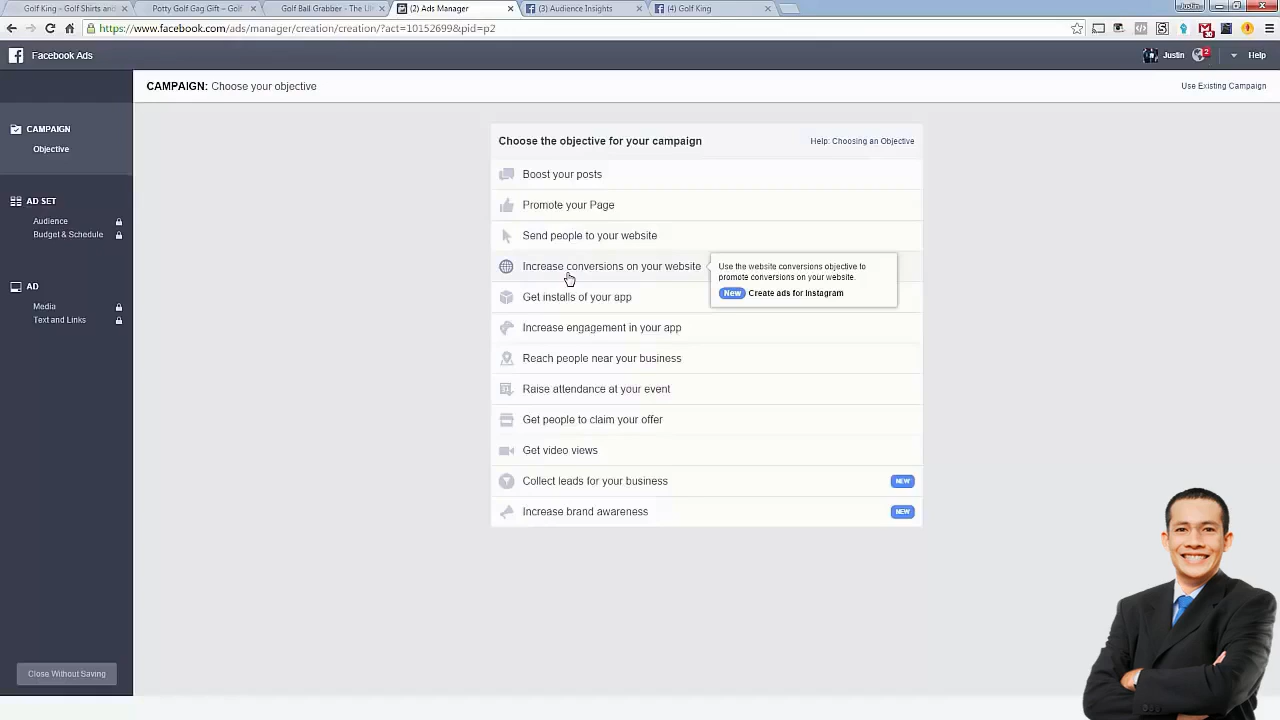 Golf King – Golf Shirts and
Potty Golf Gag Gift – Golf
Golf Ball Grabber - The Ul
(2) Ads Manager
(3) Audience Insights
(4) Golf King
Justin
https://www.facebook.com/ads/manager/creation/creation/?act=10152699&pid=p2
30
Facebook Ads
Justin
2
Help
CAMPAIGN: Choose your objective
Use Existing Campaign
CAMPAIGN
Objective
AD SET
Audience
Budget & Schedule
AD
Media
Text and Links
Close Without Saving
Choose the objective for your campaign
Help: Choosing an Objective
Boost your posts
Promote your Page
Send people to your website
Increase conversions on your website
Use the website conversions objective to
promote conversions on your website.
New Create ads for Instagram
Get installs of your app
Increase engagement in your app
Reach people near your business
31
Raise attendance at your event
Get people to claim your offer
Get video views
Collect leads for your business
NEW
Increase brand awareness
NEW